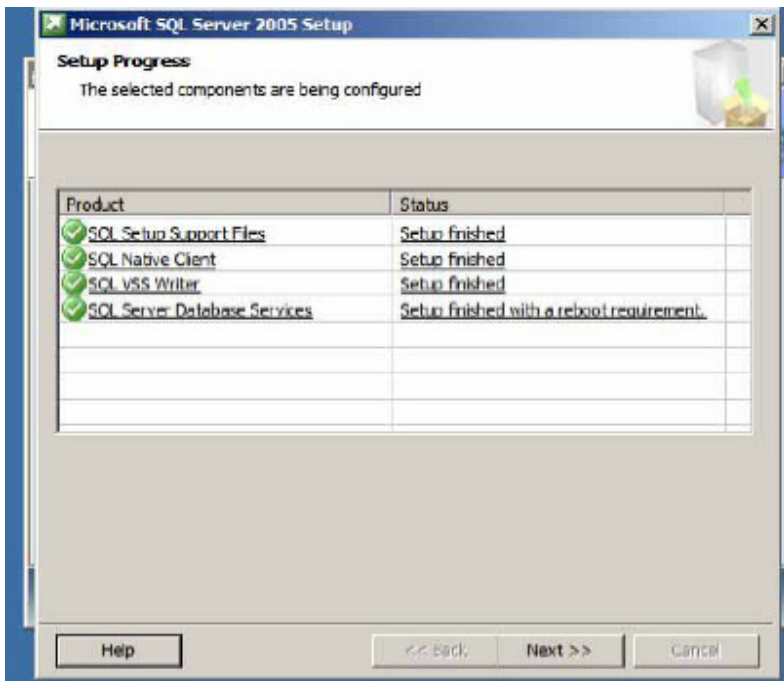 Microsoft SQL Server 2005 Setup
Setup Progress
The selected components are being configured
Product Status
SQL Setup Support Files Setup finished
SQL Native Client Setup finished
SQL VSS Writer Setup finished
SQL Server Database Services Setup finished with a reboot requirement.
Help << Back Next >> Cancel